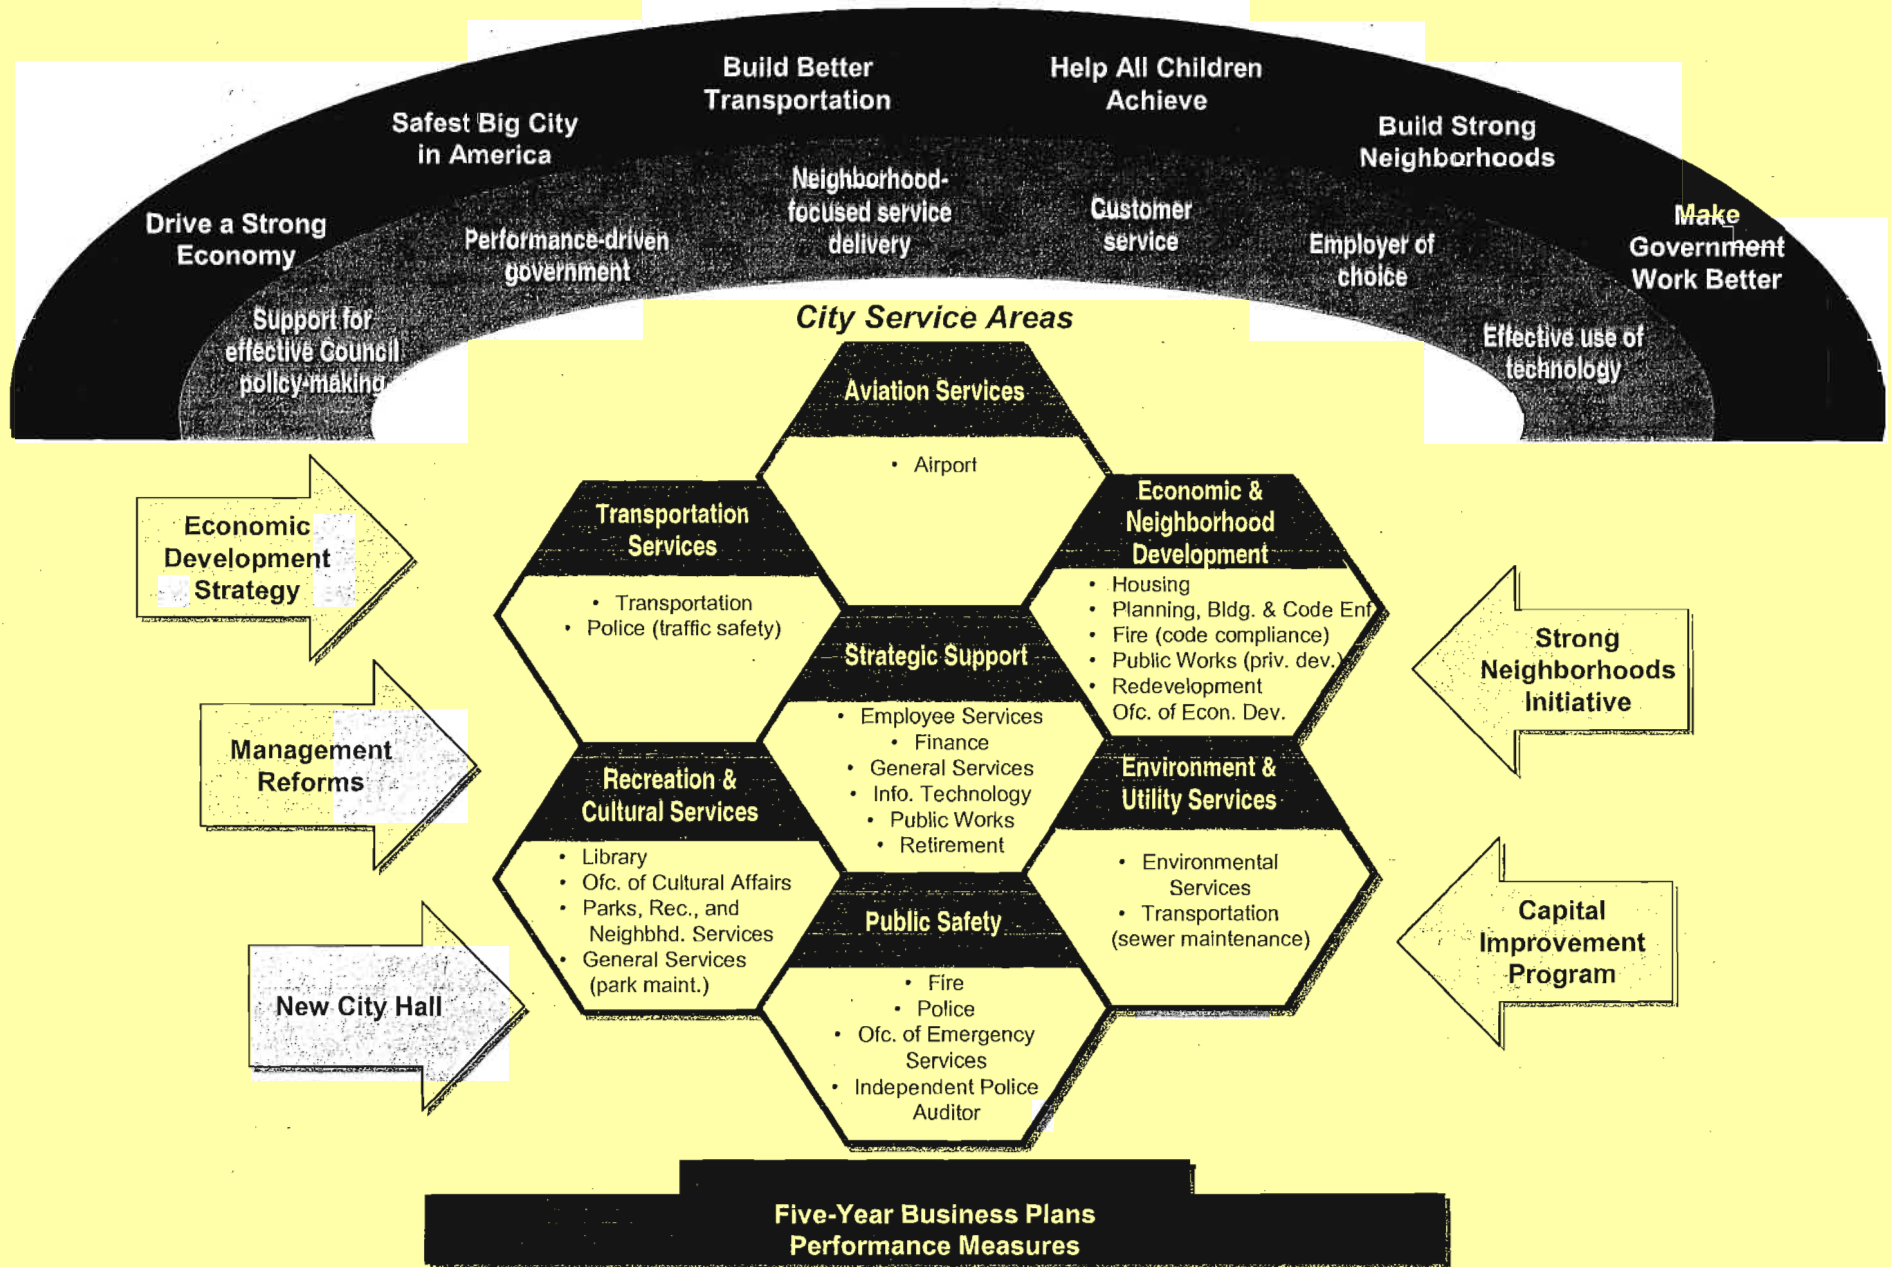 Build Better
Transportation
Help All Children
Achieve
Safest Big City
in America
Build Strong
Neighborhoods
Drive a Strong
Economy
Make
Government
Work Better
Neighborhood-
focused service
delivery
Customer
service
Performance-driven
government
Employer of
choice
Support for
effective Council
policy-making
Effective use of
technology
City Service Areas
Aviation Services
• Airport
Transportation
Services
• Transportation
• Police (traffic safety)
Economic &
Neighborhood
Development
• Housing
• Planning, Bldg. & Code Enf
• Fire (code compliance)
• Public Works (priv. dev.)
• Redevelopment
Ofc. of Econ. Dev.
Strategic Support
• Employee Services
• Finance
• General Services
• Info. Technology
• Public Works
• Retirement
Recreation &
Cultural Services
• Library
• Ofc. of Cultural Affairs
• Parks, Rec., and
Neighbhd. Services
• General Services
(park maint.)
Environment &
Utility Services
• Environmental
Services
• Transportation
(sewer maintenance)
Public Safety
• Fire
• Police
• Ofc. of Emergency
Services
• Independent Police
Auditor
Economic
Development
Strategy
Management
Reforms
New City Hall
Strong
Neighborhoods
Initiative
Capital
Improvement
Program
Five-Year Business Plans
Performance Measures